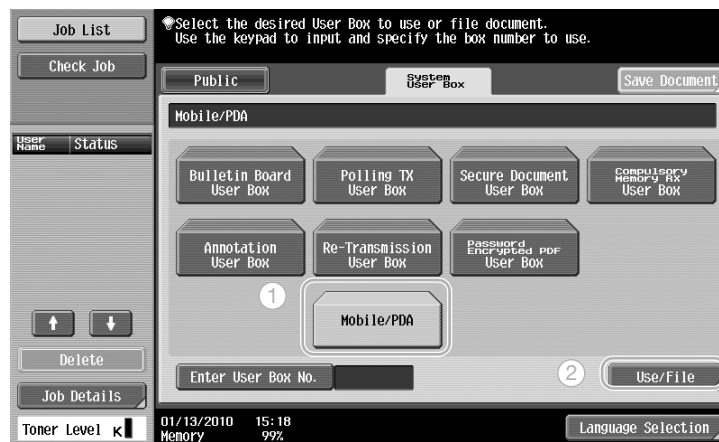 Job List
Check Job
Select the desired User Box to use or file document.
Use the keypad to input and specify the box number to use.
Public
System
User Box
Save Document
Mobile/PDA
User
Name
Status
Bulletin Board
User Box
Polling TX
User Box
Secure Document
User Box
Compulsory
Memory RX
User Box
Annotation
User Box
Re-Transmission
User Box
Password
Encrypted PDF
User Box
1
Mobile/PDA
Delete
Enter User Box No.
2
Use/File
Job Details
Toner Level K
01/13/2010 15:18
Memory 99%
Language Selection